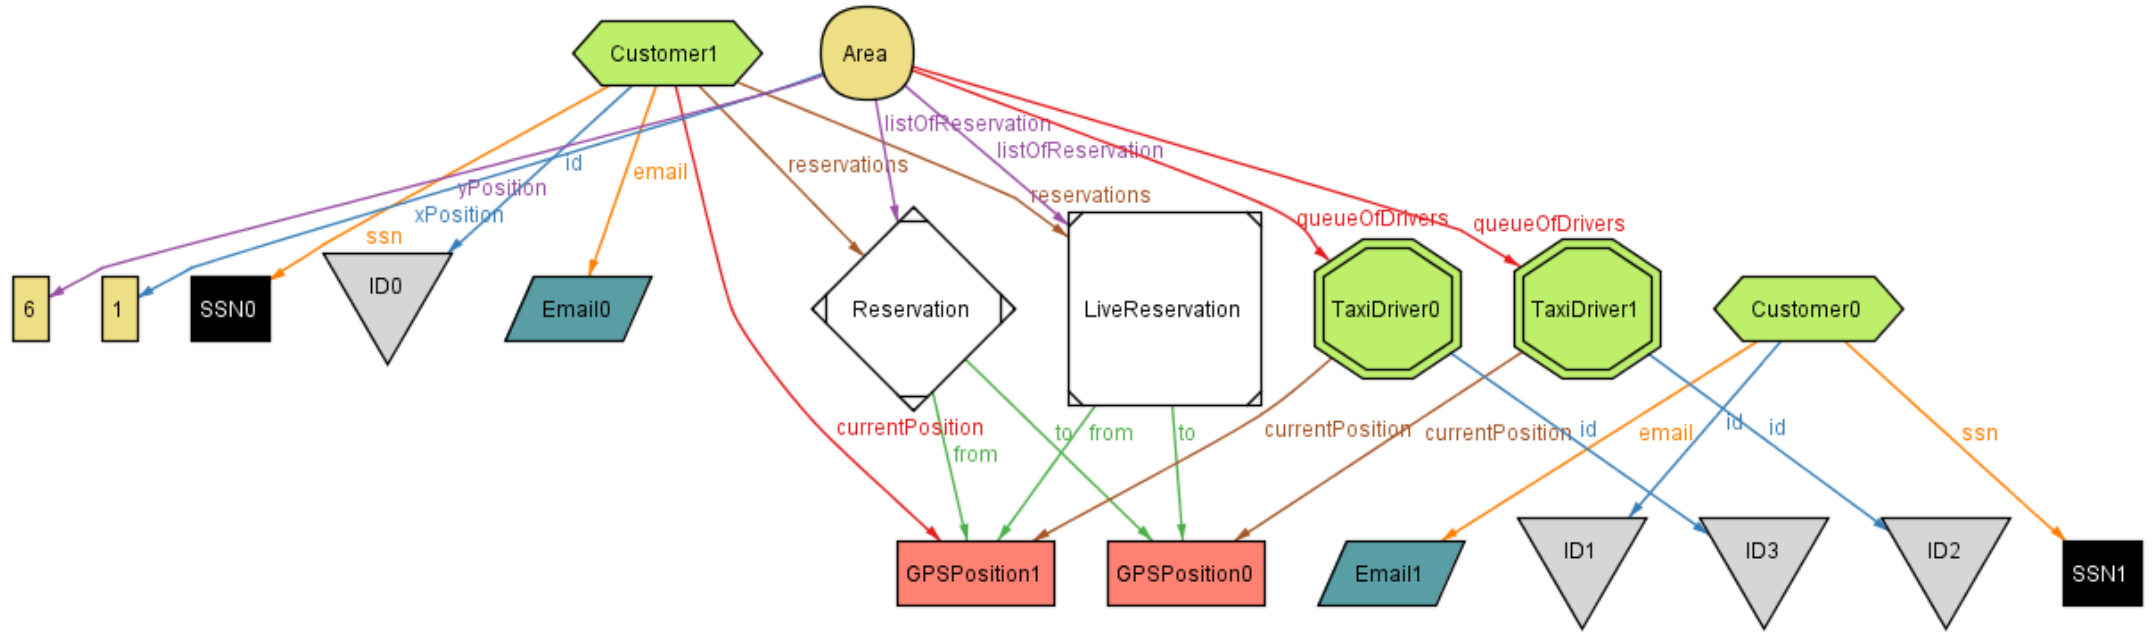 Customer1
Area
listOfReservation
listOfReservation
id
email
reservations
yPosition
reservations
xPosition
queueOfDrivers
queueOfDrivers
ssn
6
1
SSN0
ID0
Email0
Reservation
LiveReservation
TaxiDriver0
TaxiDriver1
Customer0
currentPosition
from
to
from
to
currentPosition
currentPosition
id
email
id
id
ssn
GPSPosition1
GPSPosition0
Email1
ID1
ID3
ID2
SSN1